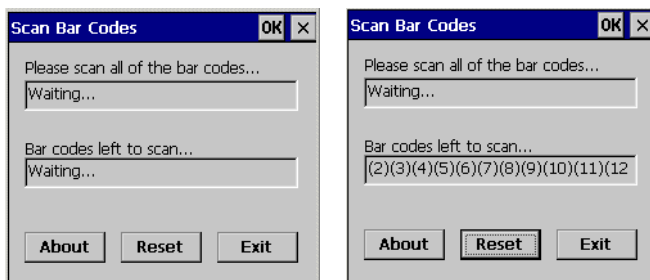 Scan Bar Codes OK ×
Please scan all of the bar codes...
Waiting...
Bar codes left to scan...
Waiting...
About Reset Exit
Scan Bar Codes OK ×
Please scan all of the bar codes...
Waiting...
Bar codes left to scan...
(2)(3)(4)(5)(6)(7)(8)(9)(10)(11)(12
About Reset Exit